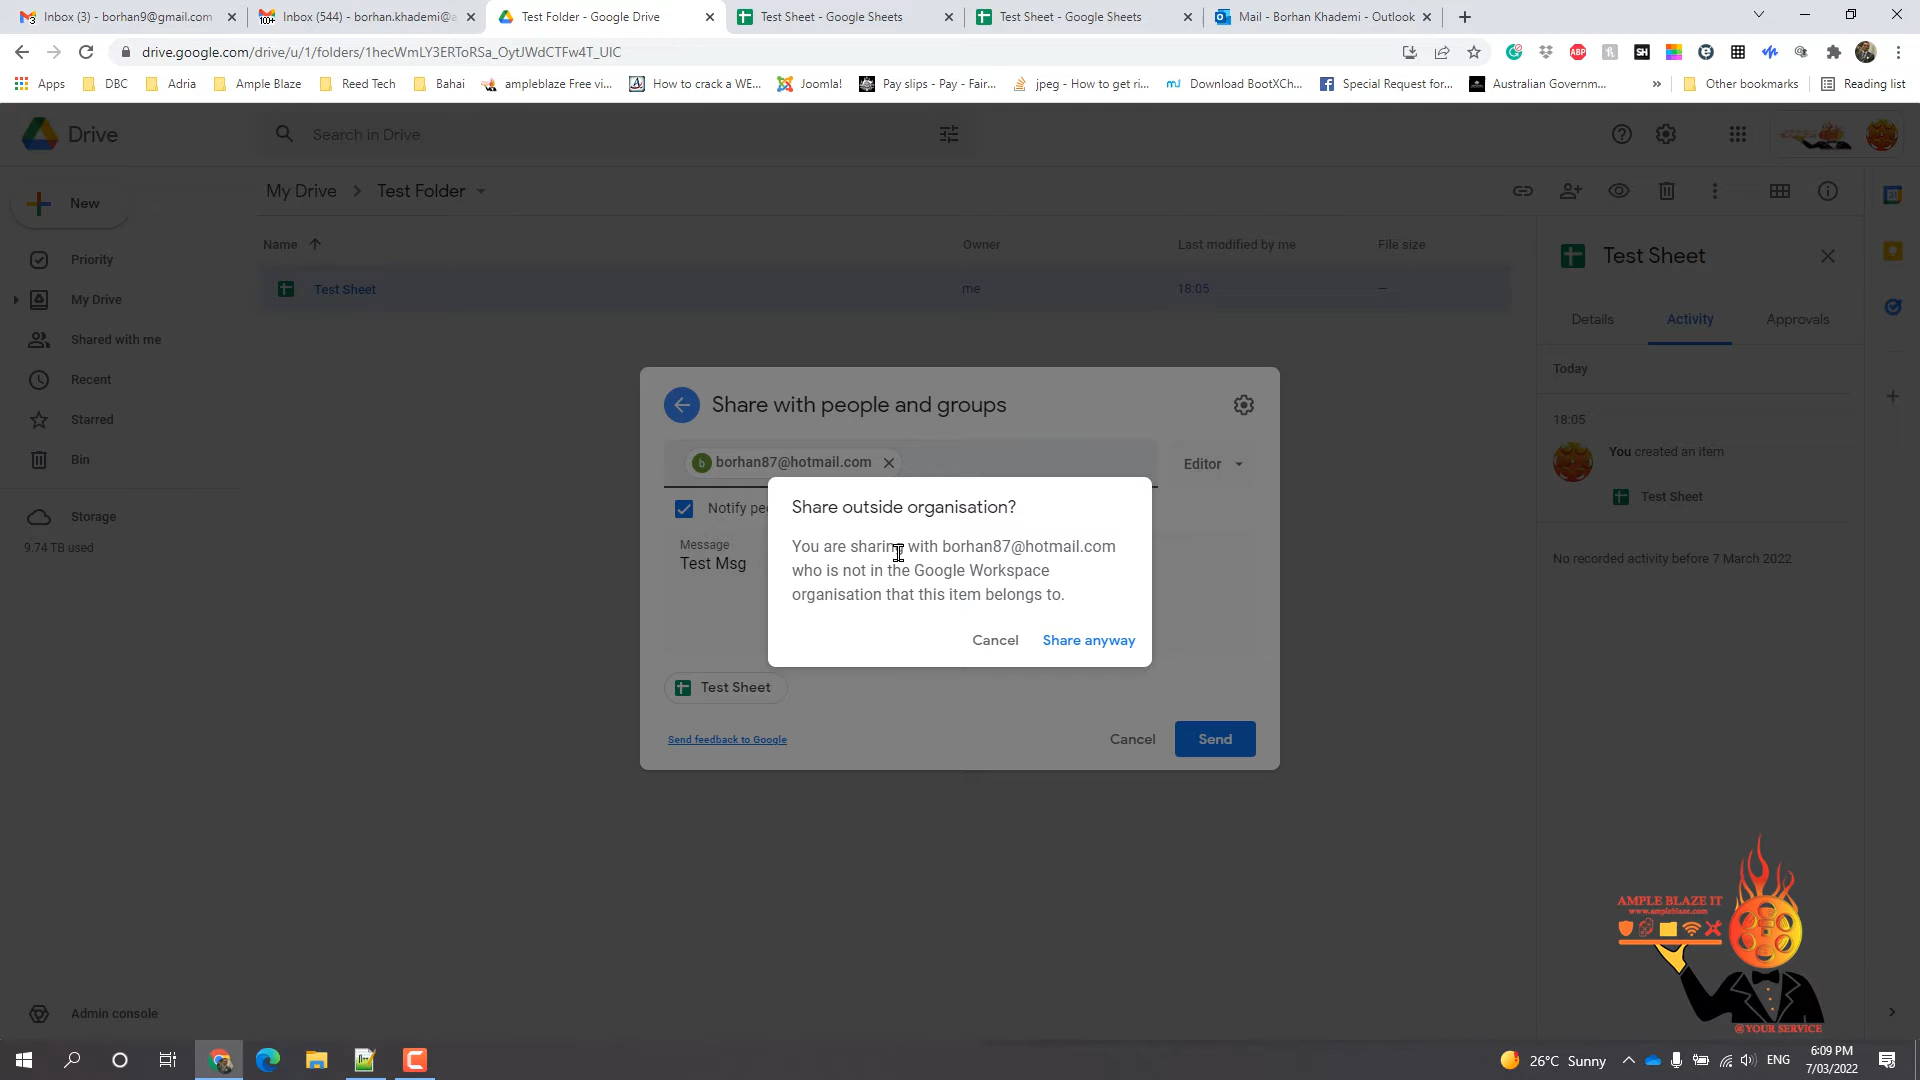 Inbox (3) - borhan9@gmail.com
Inbox (544) - borhan.khademi@a
Test Folder - Google Drive
Test Sheet - Google Sheets
Test Sheet - Google Sheets
Mail - Borhan Khademi - Outlook
drive.google.com/drive/u/1/folders/1hecWmLY3ERToRSa_OytJWdCTFw4T_UIC
Apps
DBC
Adria
Ample Blaze
Reed Tech
Bahai
ampleblaze Free vi...
How to crack a WE...
Joomla!
Pay slips - Pay - Fair...
jpeg - How to get ri...
Download BootXCh...
Special Request for...
Australian Governm...
»
Other bookmarks
Reading list
Drive
Search in Drive
My Drive > Test Folder
New
Name
Owner
Last modified by me
File size
Test Sheet
me
18:05
—
Priority
My Drive
Shared with me
Recent
Starred
Bin
Storage
9.74 TB used
Admin console
Test Sheet
Details
Activity
Approvals
Today
18:05
You created an item
Test Sheet
No recorded activity before 7 March 2022
Share with people and groups
b borhan87@hotmail.com
Editor
Notify pe
Message
Test Msg
Share outside organisation?
You are sharing with borhan87@hotmail.com
who is not in the Google Workspace
organisation that this item belongs to.
Cancel
Share anyway
Test Sheet
Send feedback to Google
Cancel
Send
AMPLE BLAZE IT
www.ampleblaze.com
@YOUR SERVICE
26°C Sunny
ENG
6:09 PM
7/03/2022